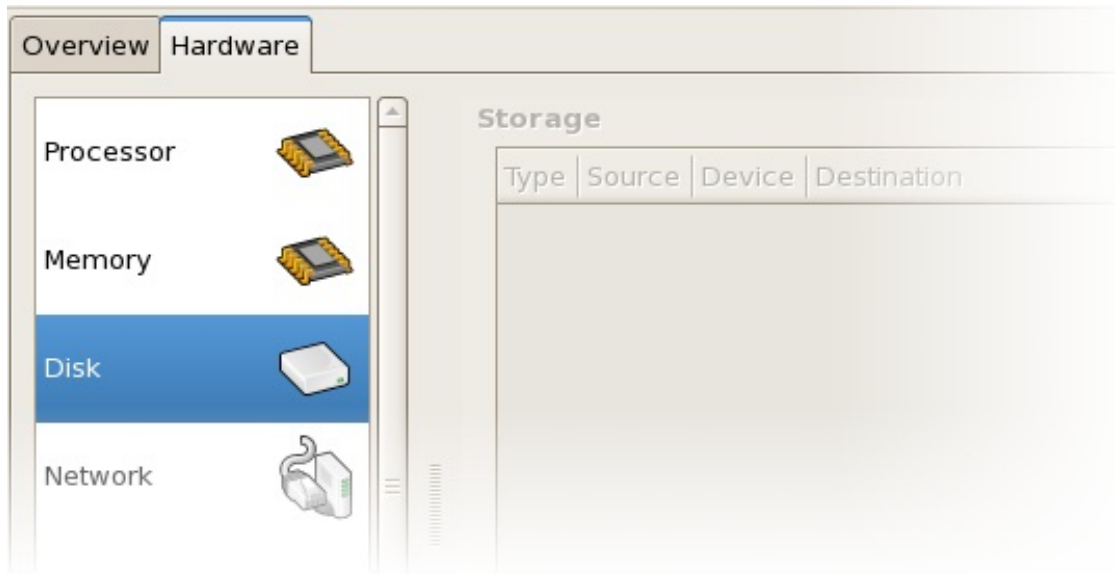 Overview Hardware
Storage
Processor
Type Source Device Destination
Memory
Disk
Network